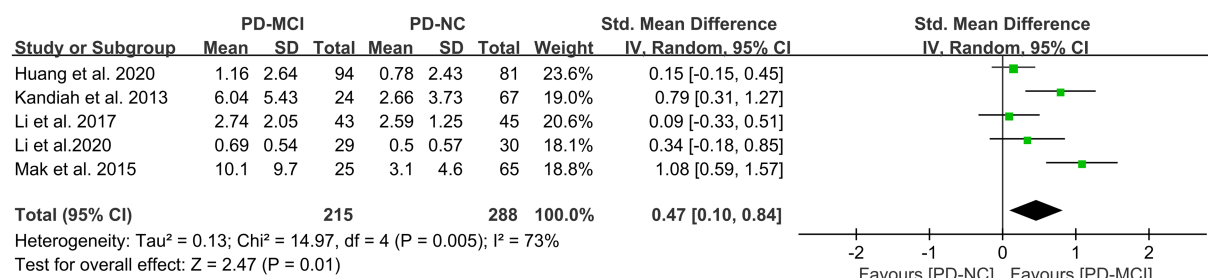 PD-MCI PD-NC Std. Mean Difference Std. Mean Difference
Study or Subgroup Mean SD Total Mean SD Total Weight IV, Random, 95% CI IV, Random, 95% CI
Huang et al. 2020 1.16 2.64 94 0.78 2.43 81 23.6% 0.15 [-0.15, 0.45]
Kandiah et al. 2013 6.04 5.43 24 2.66 3.73 67 19.0% 0.79 [0.31, 1.27]
Li et al. 2017 2.74 2.05 43 2.59 1.25 45 20.6% 0.09 [-0.33, 0.51]
Li et al.2020 0.69 0.54 29 0.5 0.57 30 18.1% 0.34 [-0.18, 0.85]
Mak et al. 2015 10.1 9.7 25 3.1 4.6 65 18.8% 1.08 [0.59, 1.57]
Total (95% CI) 215 288 100.0% 0.47 [0.10, 0.84]
Heterogeneity: Tau² = 0.13; Chi² = 14.97, df = 4 (P = 0.005); I² = 73%
Test for overall effect: Z = 2.47 (P = 0.01)
-2 -1 0 1 2
Favours [PD-NC] Favours [PD-MCI]